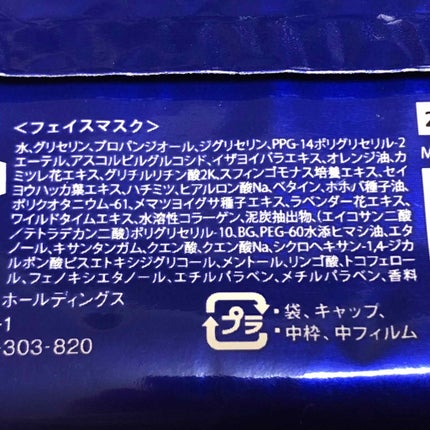 <フェイスマスク>
水、グリセリン、プロパンジオール、ジグリセリン、PPG-14ポリグリセリル-2
エーテル、アスコルビルグルコシド、イザヨイバラエキス、オレンジ油、カ
ミツレ花エキス、グリチルリチン酸2K、スフィンゴモナス培養エキス、セイ
ヨウハッカ葉エキス、ハチミツ、ヒアルロン酸Na、ベタイン、ホホバ種子油、
ポリクオタニウム-61、メマツヨイグサ種子エキス、ラベンダー花エキス、
ワイルドタイムエキス、水溶性コラーゲン、泥炭抽出物、(エイコサン二酸
/テトラデカン二酸)ポリグリセリル-10、BG、PEG-60水添ヒマシ油、エタ
ノール、キサンタンガム、クエン酸、クエン酸Na、シクロヘキサン-1,4-ジカ
ルボン酸ビスエトキシジグリコール、メントール、リンゴ酸、トコフェロー
ル、フェノキシエタノール、エチルパラベン、メチルパラベン、香料
ホールディングス
-1
-303-820
プラ
:袋、キャップ、
・中枠、中フィルム